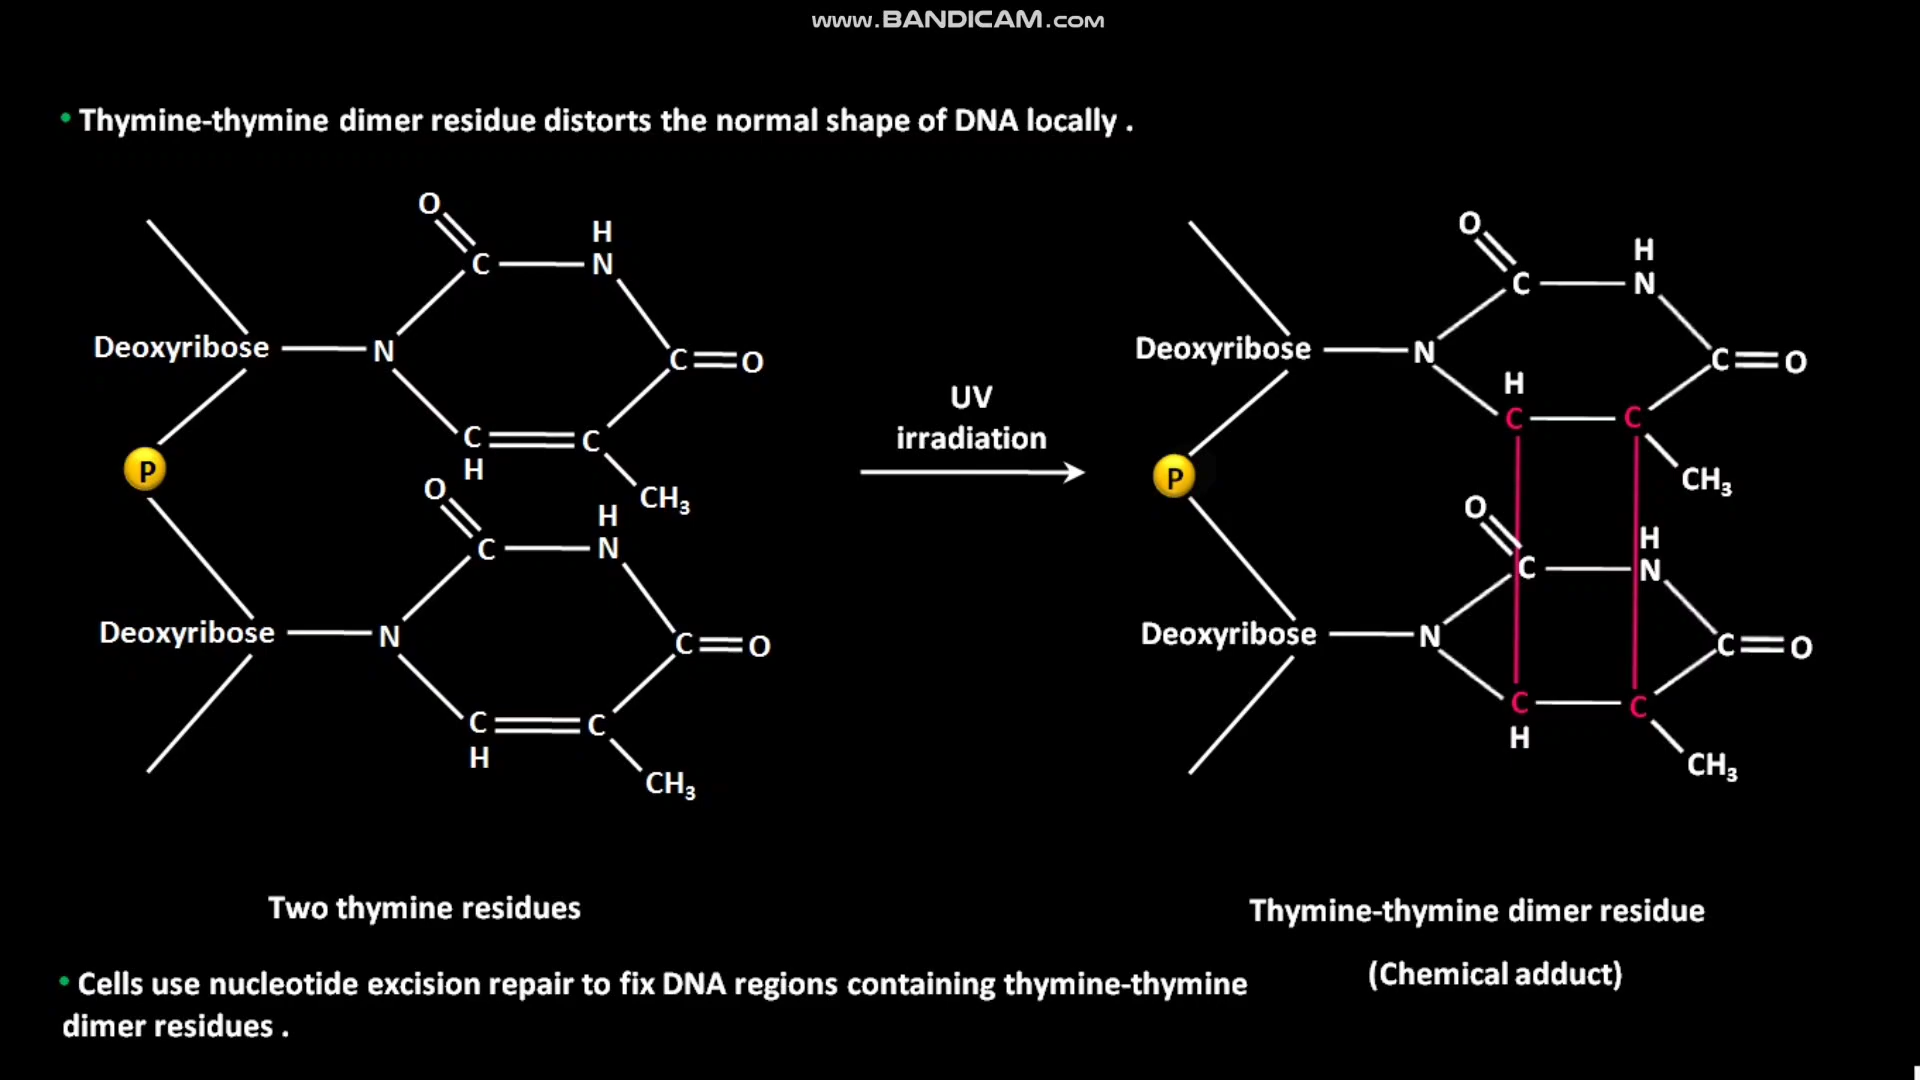 www.BANDICAM.com
• Thymine-thymine dimer residue distorts the normal shape of DNA locally .
O
H
C N
Deoxyribose N
C O
C C
H
P
O
CH₃
H
C N
Deoxyribose N
C O
C C
H
CH₃
UV
irradiation
O
H
C N
Deoxyribose N
C O
H
C C
P
CH₃
O
H
C N
Deoxyribose N
C O
C C
H
CH₃
Two thymine residues
Thymine-thymine dimer residue
(Chemical adduct)
• Cells use nucleotide excision repair to fix DNA regions containing thymine-thymine
dimer residues .